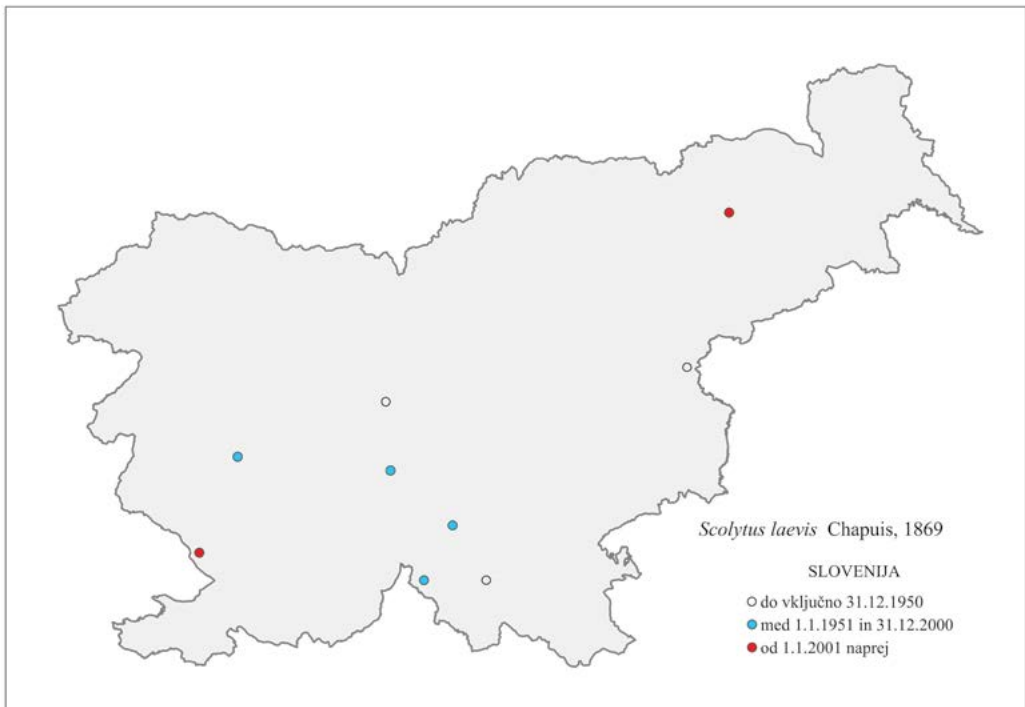 Scolytus laevis Chapuis, 1869
SLOVENIJA
do vključno 31.12.1950
med 1.1.1951 in 31.12.2000
od 1.1.2001 naprej